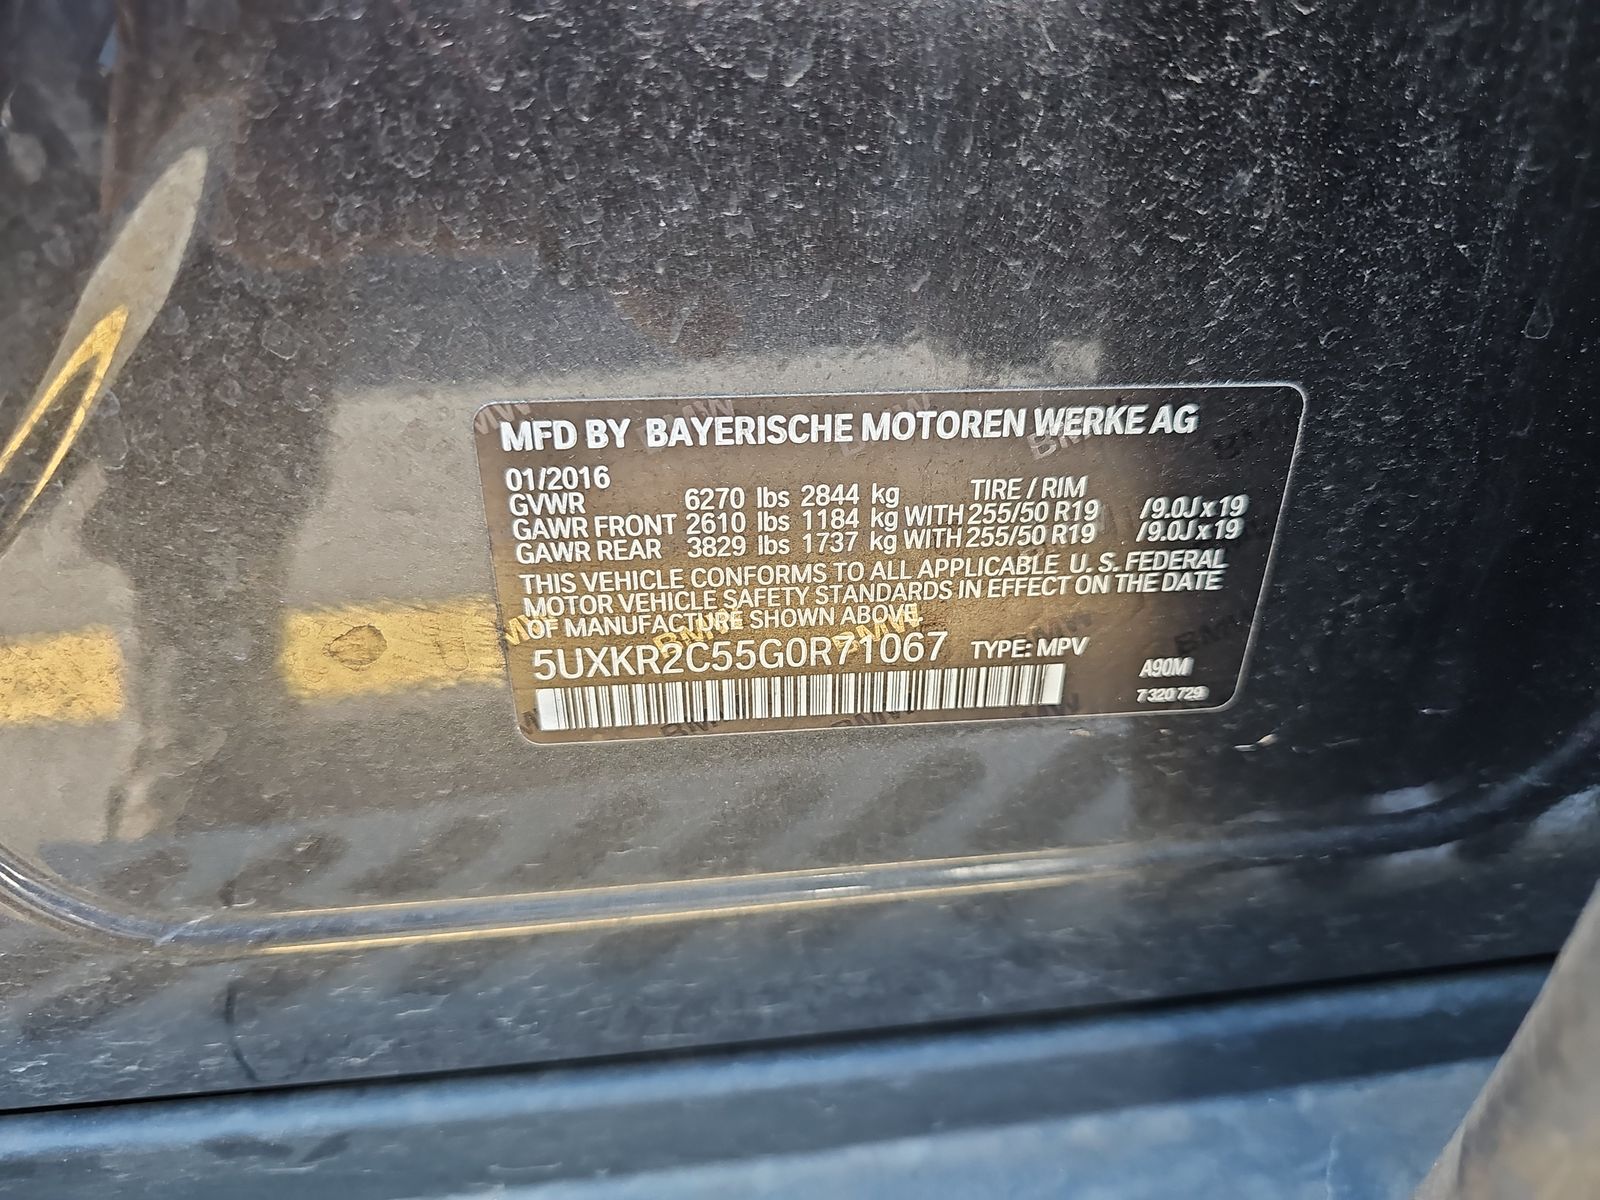 MFD BY BAYERISCHE MOTOREN WERKE AG
01/2016
GVWR 6270 lbs 2844 kg TIRE / RIM
GAWR FRONT 2610 lbs 1184 kg WITH 255/50 R19 /9.0J x 19
GAWR REAR 3829 lbs 1737 kg WITH 255/50 R19 /9.0J x 19
THIS VEHICLE CONFORMS TO ALL APPLICABLE U. S. FEDERAL
MOTOR VEHICLE SAFETY STANDARDS IN EFFECT ON THE DATE
OF MANUFACTURE SHOWN ABOVE
5UXKR2C55G0R71067 TYPE: MPV
A90M
7 320 729